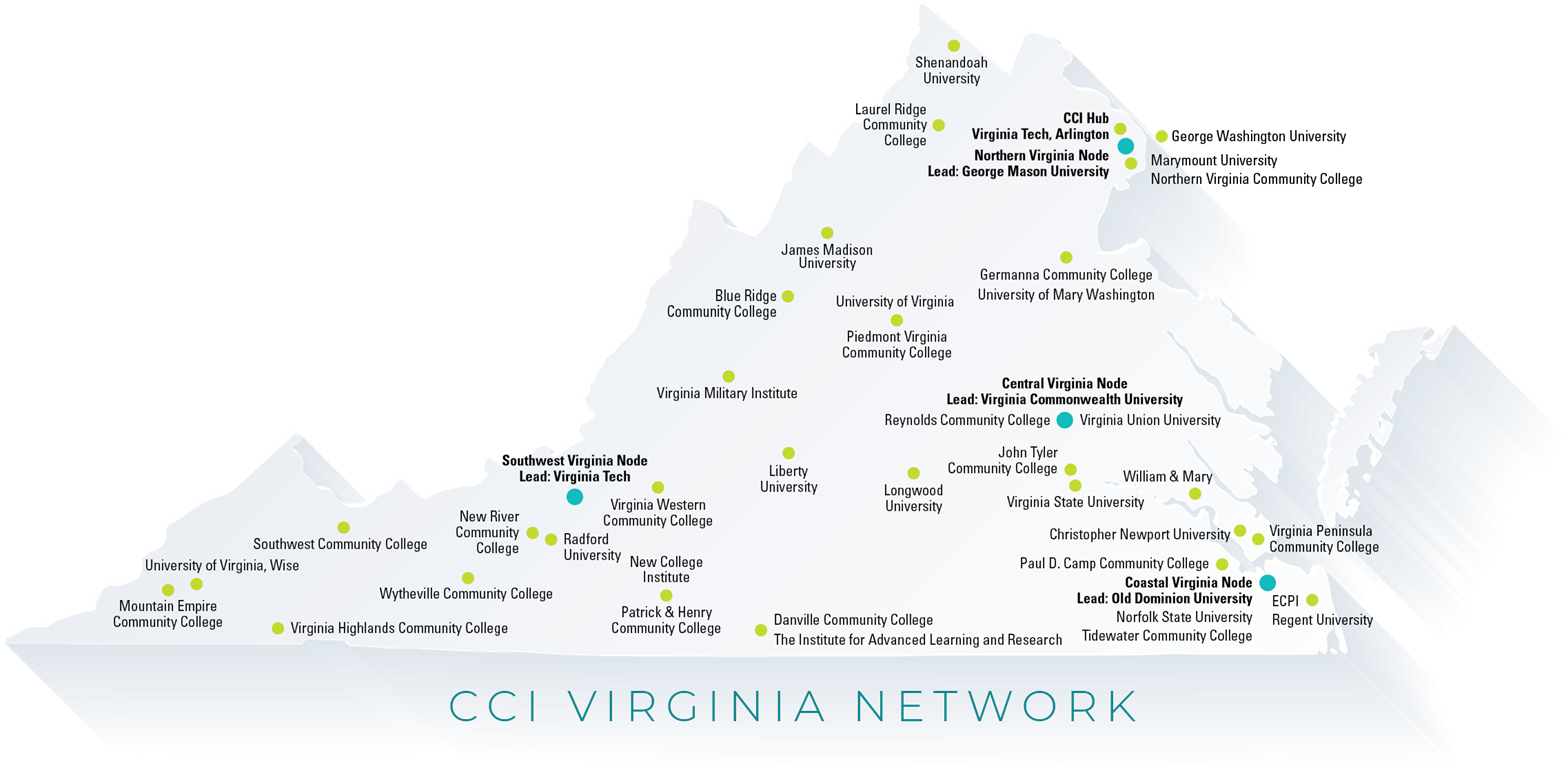 Shenandoah
University
Laurel Ridge
Community
College
CCI Hub
Virginia Tech, Arlington
Northern Virginia Node
Lead: George Mason University
George Washington University
Marymount University
Northern Virginia Community College
James Madison
University
Germanna Community College
University of Mary Washington
Blue Ridge
Community College
University of Virginia
Piedmont Virginia
Community College
Virginia Military Institute
Central Virginia Node
Lead: Virginia Commonwealth University
Reynolds Community College
Virginia Union University
Southwest Virginia Node
Lead: Virginia Tech
Liberty
University
Longwood
University
John Tyler
Community College
Virginia State University
William & Mary
Virginia Western
Community College
New River
Community
College
Radford
University
Southwest Community College
Christopher Newport University
Virginia Peninsula
Community College
University of Virginia, Wise
Mountain Empire
Community College
Wytheville Community College
New College
Institute
Patrick & Henry
Community College
Paul D. Camp Community College
Coastal Virginia Node
Lead: Old Dominion University
Norfolk State University
Tidewater Community College
ECPI
Regent University
Virginia Highlands Community College
Danville Community College
The Institute for Advanced Learning and Research
CCI VIRGINIA NETWORK